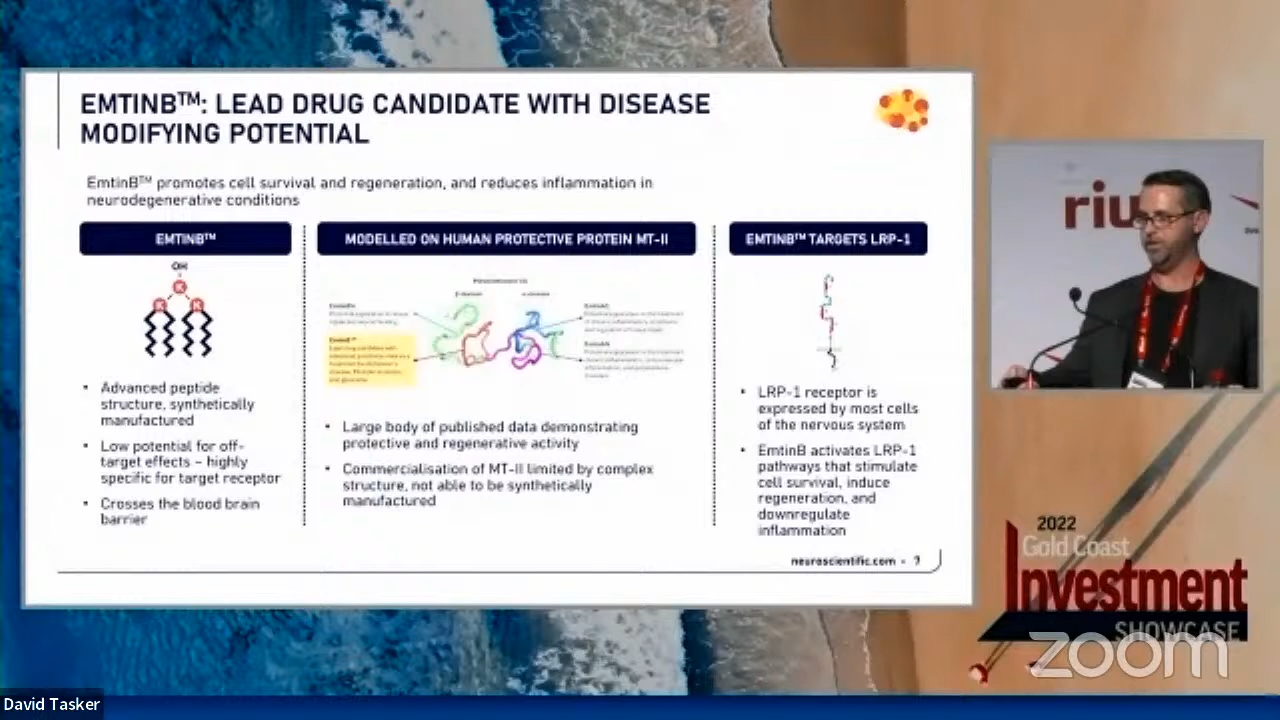 EMTINB™: LEAD DRUG CANDIDATE WITH DISEASE
MODIFYING POTENTIAL
EmtinB™ promotes cell survival and regeneration, and reduces inflammation in
neurodegenerative conditions
EMTINB™
OH
K
K
K
• Advanced peptide
structure, synthetically
manufactured
• Low potential for off-
target effects – highly
specific for target receptor
• Crosses the blood brain
barrier
MODELLED ON HUMAN PROTECTIVE PROTEIN MT-II
• Large body of published data demonstrating
protective and regenerative activity
• Commercialisation of MT-II limited by complex
structure, not able to be synthetically
manufactured
EMTINB™ TARGETS LRP-1
• LRP-1 receptor is
expressed by most cells
of the nervous system
• EmtinB activates LRP-1
pathways that stimulate
cell survival, induce
regeneration, and
downregulate
inflammation
neuroscientific.com - 7
riu
2022
Gold Coast
Investment
SHOWCASE
zoom
David Tasker